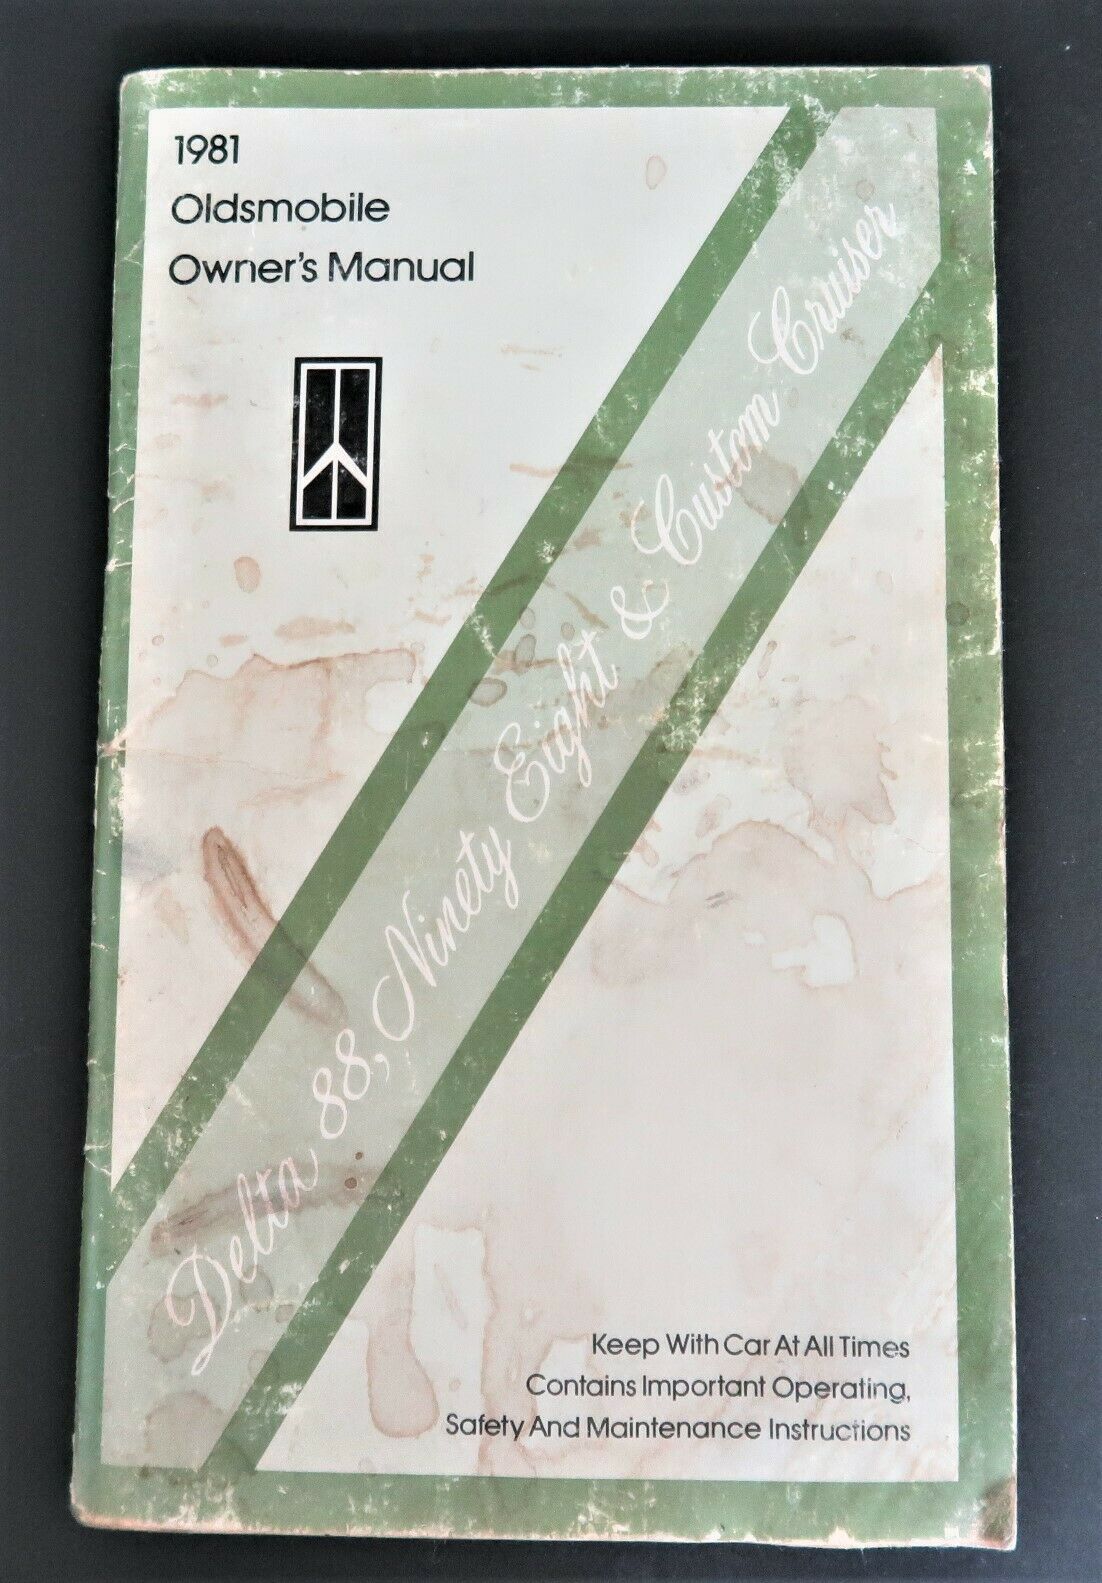 1981
Oldsmobile
Owner's Manual
Delta 88, Ninety Eight & Custom Cruiser
Keep With Car At All Times
Contains Important Operating,
Safety And Maintenance Instructions